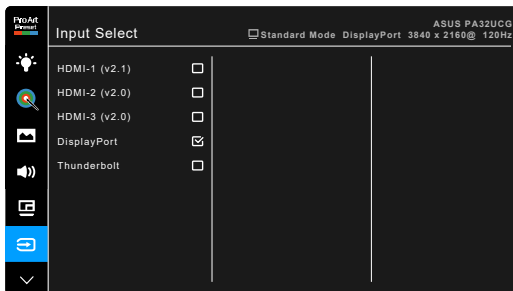 ProArt
Preset
Input Select
ASUS PA32UCG
Standard Mode DisplayPort 3840 x 2160@ 120Hz
HDMI-1 (v2.1)
HDMI-2 (v2.0)
HDMI-3 (v2.0)
DisplayPort
Thunderbolt